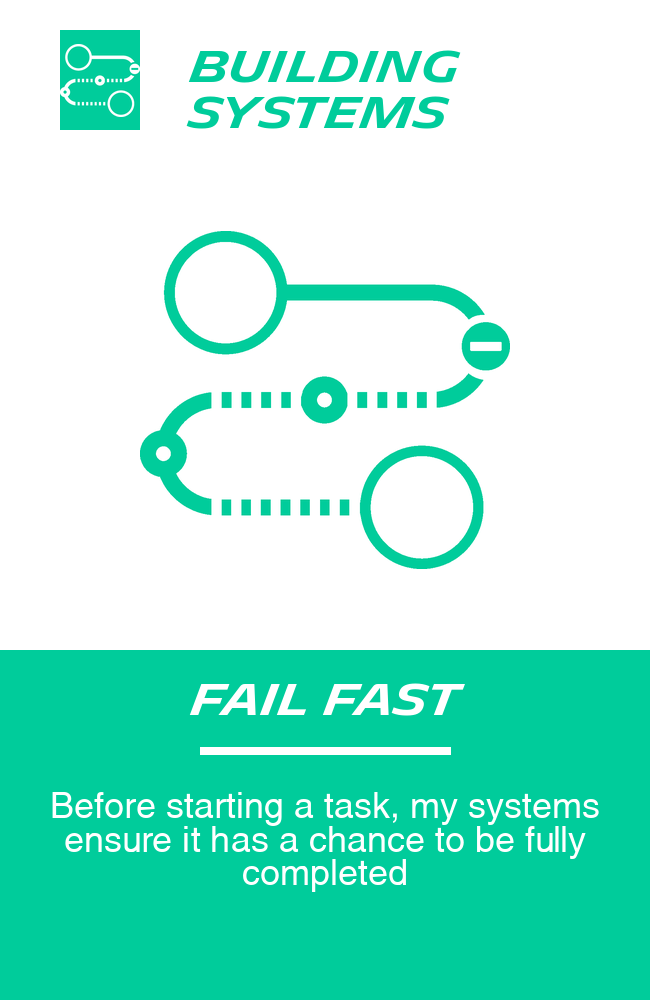 BUILDING
SYSTEMS
FAIL FAST
Before starting a task, my systems
ensure it has a chance to be fully
completed